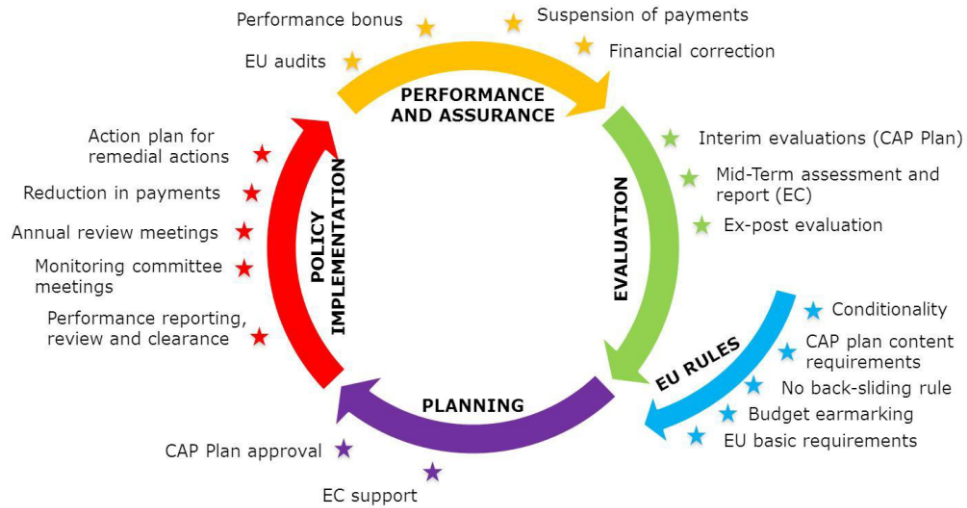 Performance bonus
Suspension of payments
EU audits
Financial correction
PERFORMANCE
AND ASSURANCE
Interim evaluations (CAP Plan)
Mid-Term assessment and
report (EC)
Ex-post evaluation
EVALUATION
Conditionality
CAP plan content
requirements
No back-sliding rule
Budget earmarking
EU basic requirements
EU RULES
PLANNING
CAP Plan approval
EC support
POLICY
IMPLEMENTATION
Action plan for
remedial actions
Reduction in payments
Annual review meetings
Monitoring committee
meetings
Performance reporting,
review and clearance